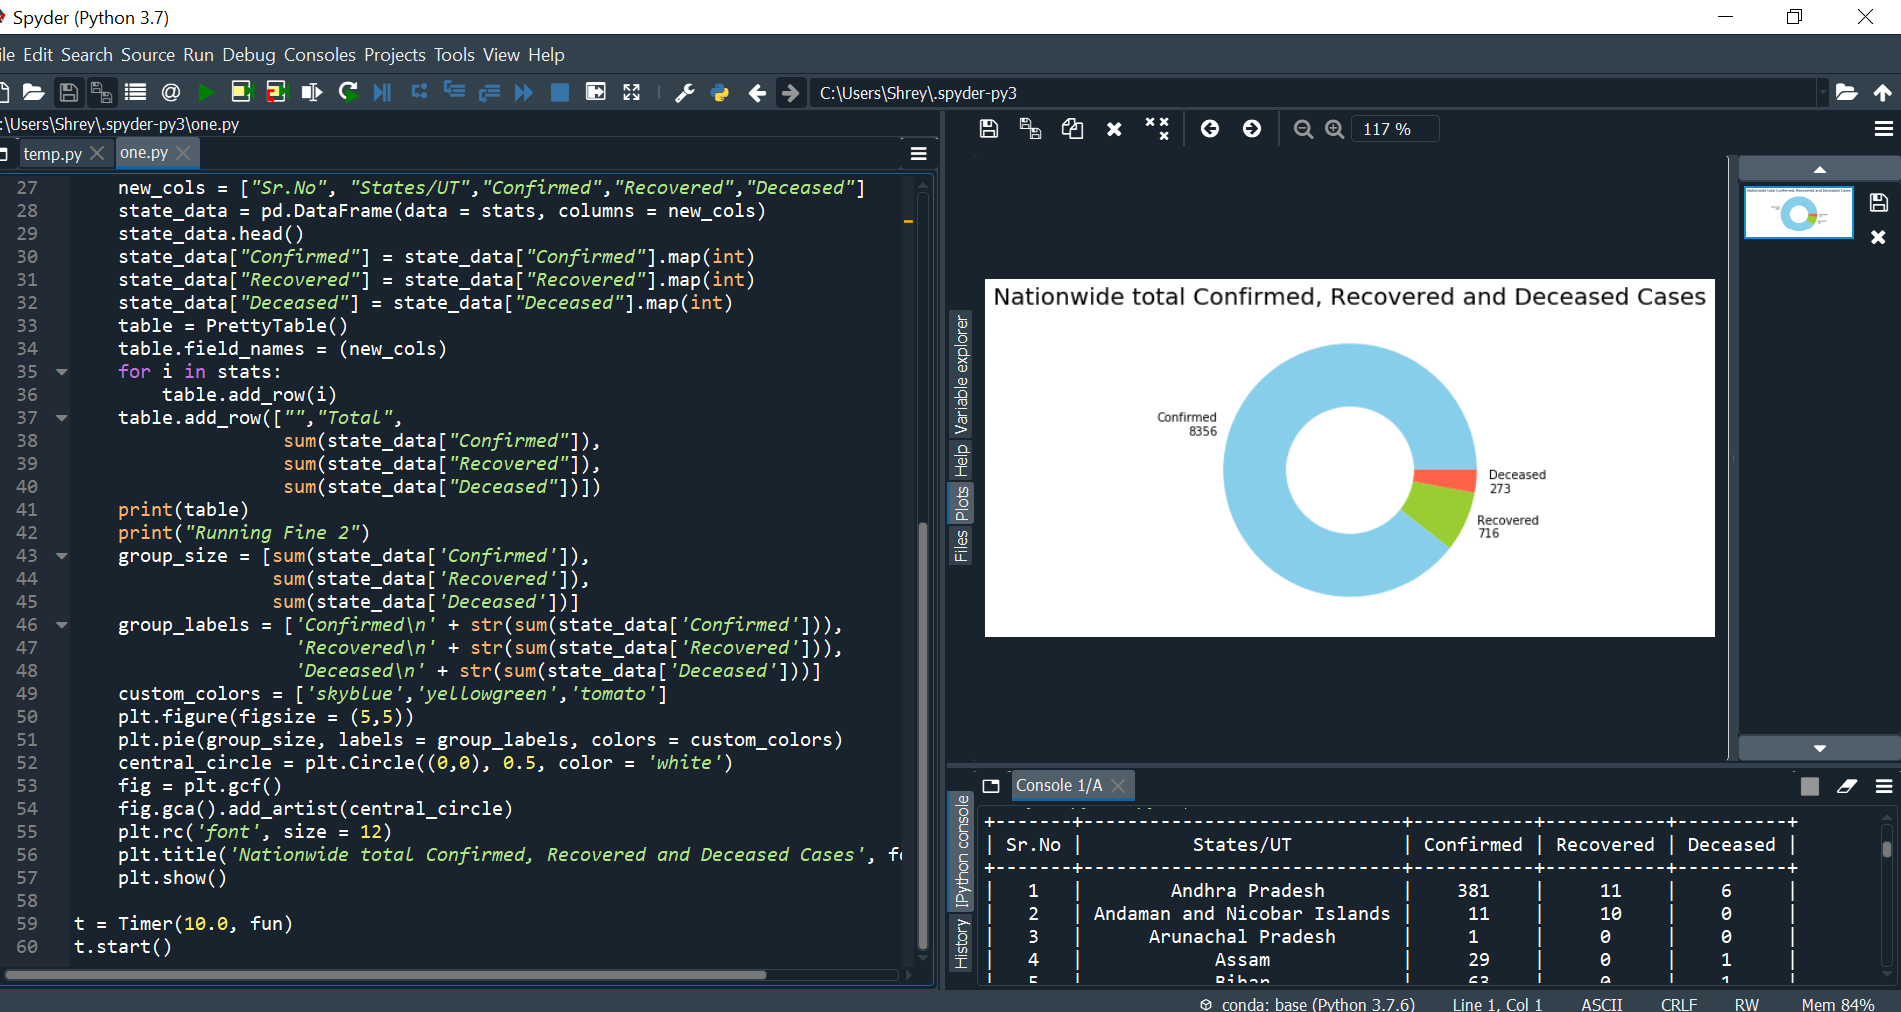 Spyder (Python 3.7)
ile Edit Search Source Run Debug Consoles Projects Tools View Help
C:\Users\Shrey\.spyder-py3
:\Users\Shrey\.spyder-py3\one.py
temp.py
one.py
27 new_cols = ["Sr.No", "States/UT","Confirmed","Recovered","Deceased"]
28 state_data = pd.DataFrame(data = stats, columns = new_cols)
29 state_data.head()
30 state_data["Confirmed"] = state_data["Confirmed"].map(int)
31 state_data["Recovered"] = state_data["Recovered"].map(int)
32 state_data["Deceased"] = state_data["Deceased"].map(int)
33 table = PrettyTable()
34 table.field_names = (new_cols)
35 for i in stats:
36 table.add_row(i)
37 table.add_row(["","Total",
38 sum(state_data["Confirmed"]),
39 sum(state_data["Recovered"]),
40 sum(state_data["Deceased"])])
41 print(table)
42 print("Running Fine 2")
43 group_size = [sum(state_data['Confirmed']),
44 sum(state_data['Recovered']),
45 sum(state_data['Deceased'])]
46 group_labels = ['Confirmed\n' + str(sum(state_data['Confirmed'])),
47 'Recovered\n' + str(sum(state_data['Recovered'])),
48 'Deceased\n' + str(sum(state_data['Deceased']))]
49 custom_colors = ['skyblue','yellowgreen','tomato']
50 plt.figure(figsize = (5,5))
51 plt.pie(group_size, labels = group_labels, colors = custom_colors)
52 central_circle = plt.Circle((0,0), 0.5, color = 'white')
53 fig = plt.gcf()
54 fig.gca().add_artist(central_circle)
55 plt.rc('font', size = 12)
56 plt.title('Nationwide total Confirmed, Recovered and Deceased Cases', f
57 plt.show()
58
59 t = Timer(10.0, fun)
60 t.start()
117 %
Variable explorer
Help
Plots
Files
Nationwide total Confirmed, Recovered and Deceased Cases
Confirmed
8356
Deceased
273
Recovered
716
Nationwide total Confirmed, Recovered and Deceased Cases
Console 1/A
IPython console
History
Sr.No | States/UT | Confirmed | Recovered | Deceased
1 | Andhra Pradesh | 381 | 11 | 6
2 | Andaman and Nicobar Islands | 11 | 10 | 0
3 | Arunachal Pradesh | 1 | 0 | 0
4 | Assam | 29 | 0 | 1
5 | Bihar | 63 | 0 | 1
conda: base (Python 3.7.6) Line 1, Col 1 ASCII CRLF RW Mem 84%